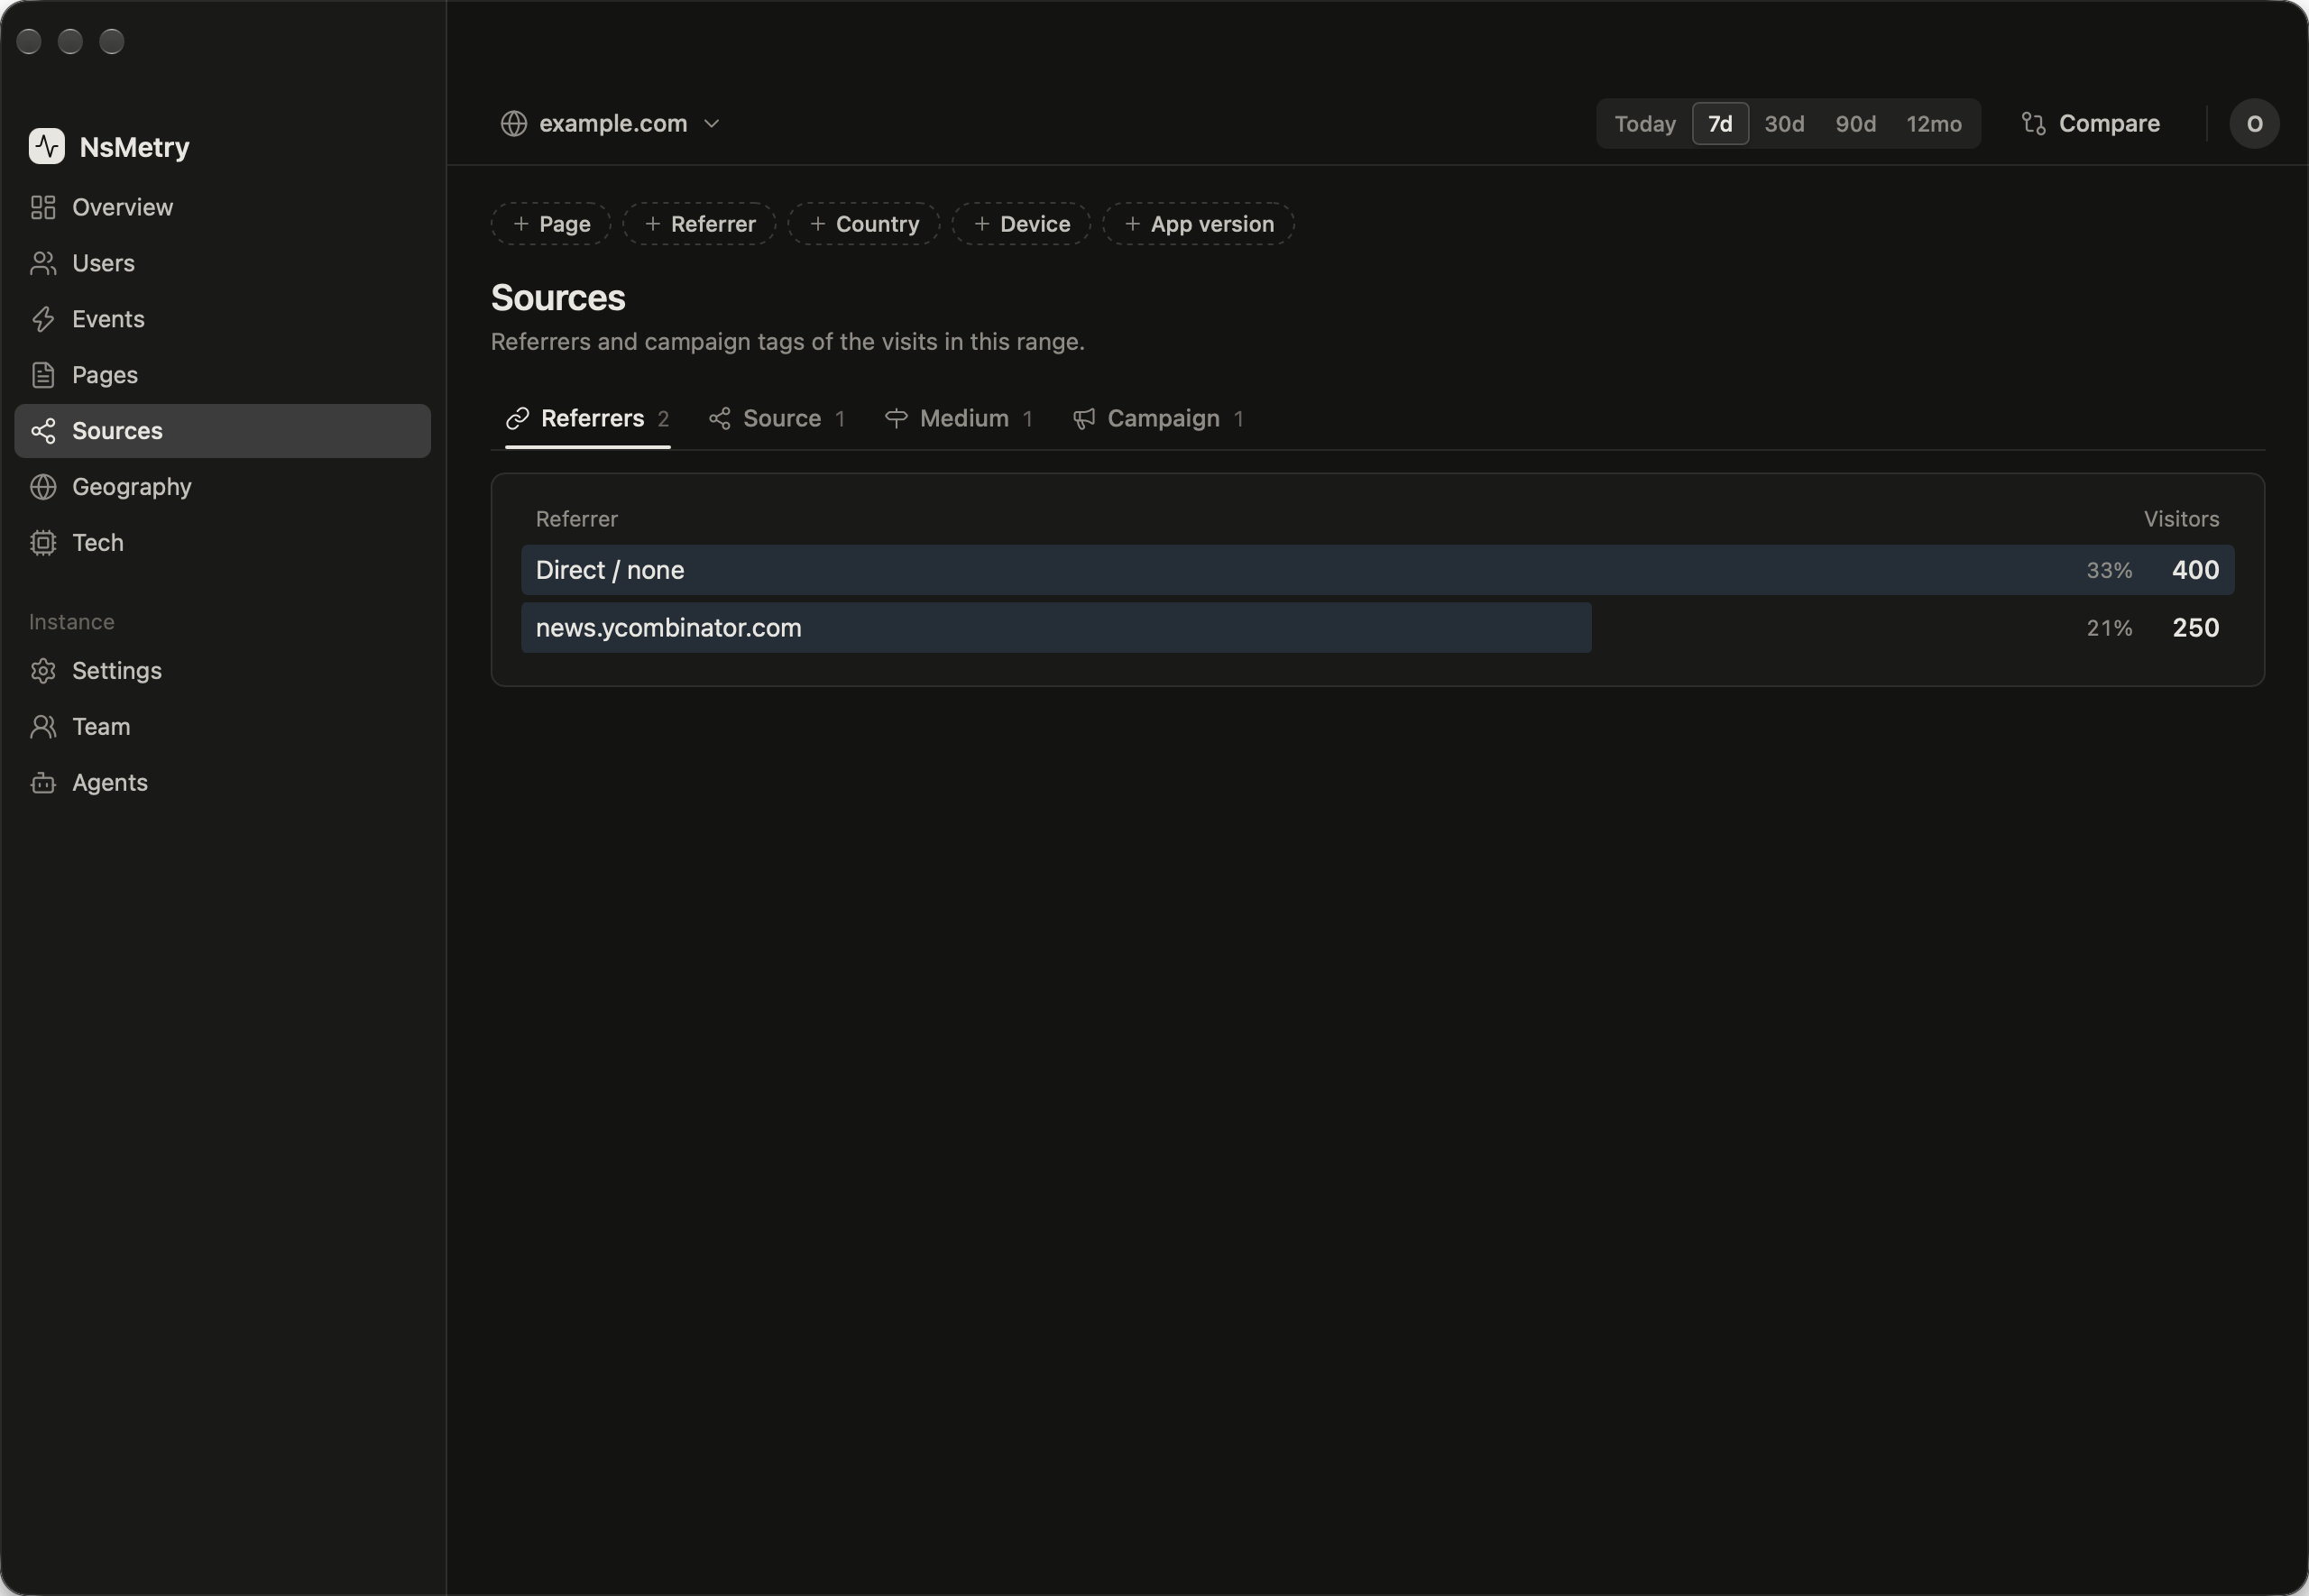 NsMetry
Overview
Users
Events
Pages
Sources
Geography
Tech
Instance
Settings
Team
Agents
example.com
Today 7d 30d 90d 12mo Compare O
+ Page + Referrer + Country + Device + App version
Sources
Referrers and campaign tags of the visits in this range.
Referrers 2 Source 1 Medium 1 Campaign 1
Referrer Visitors
Direct / none 33% 400
news.ycombinator.com 21% 250